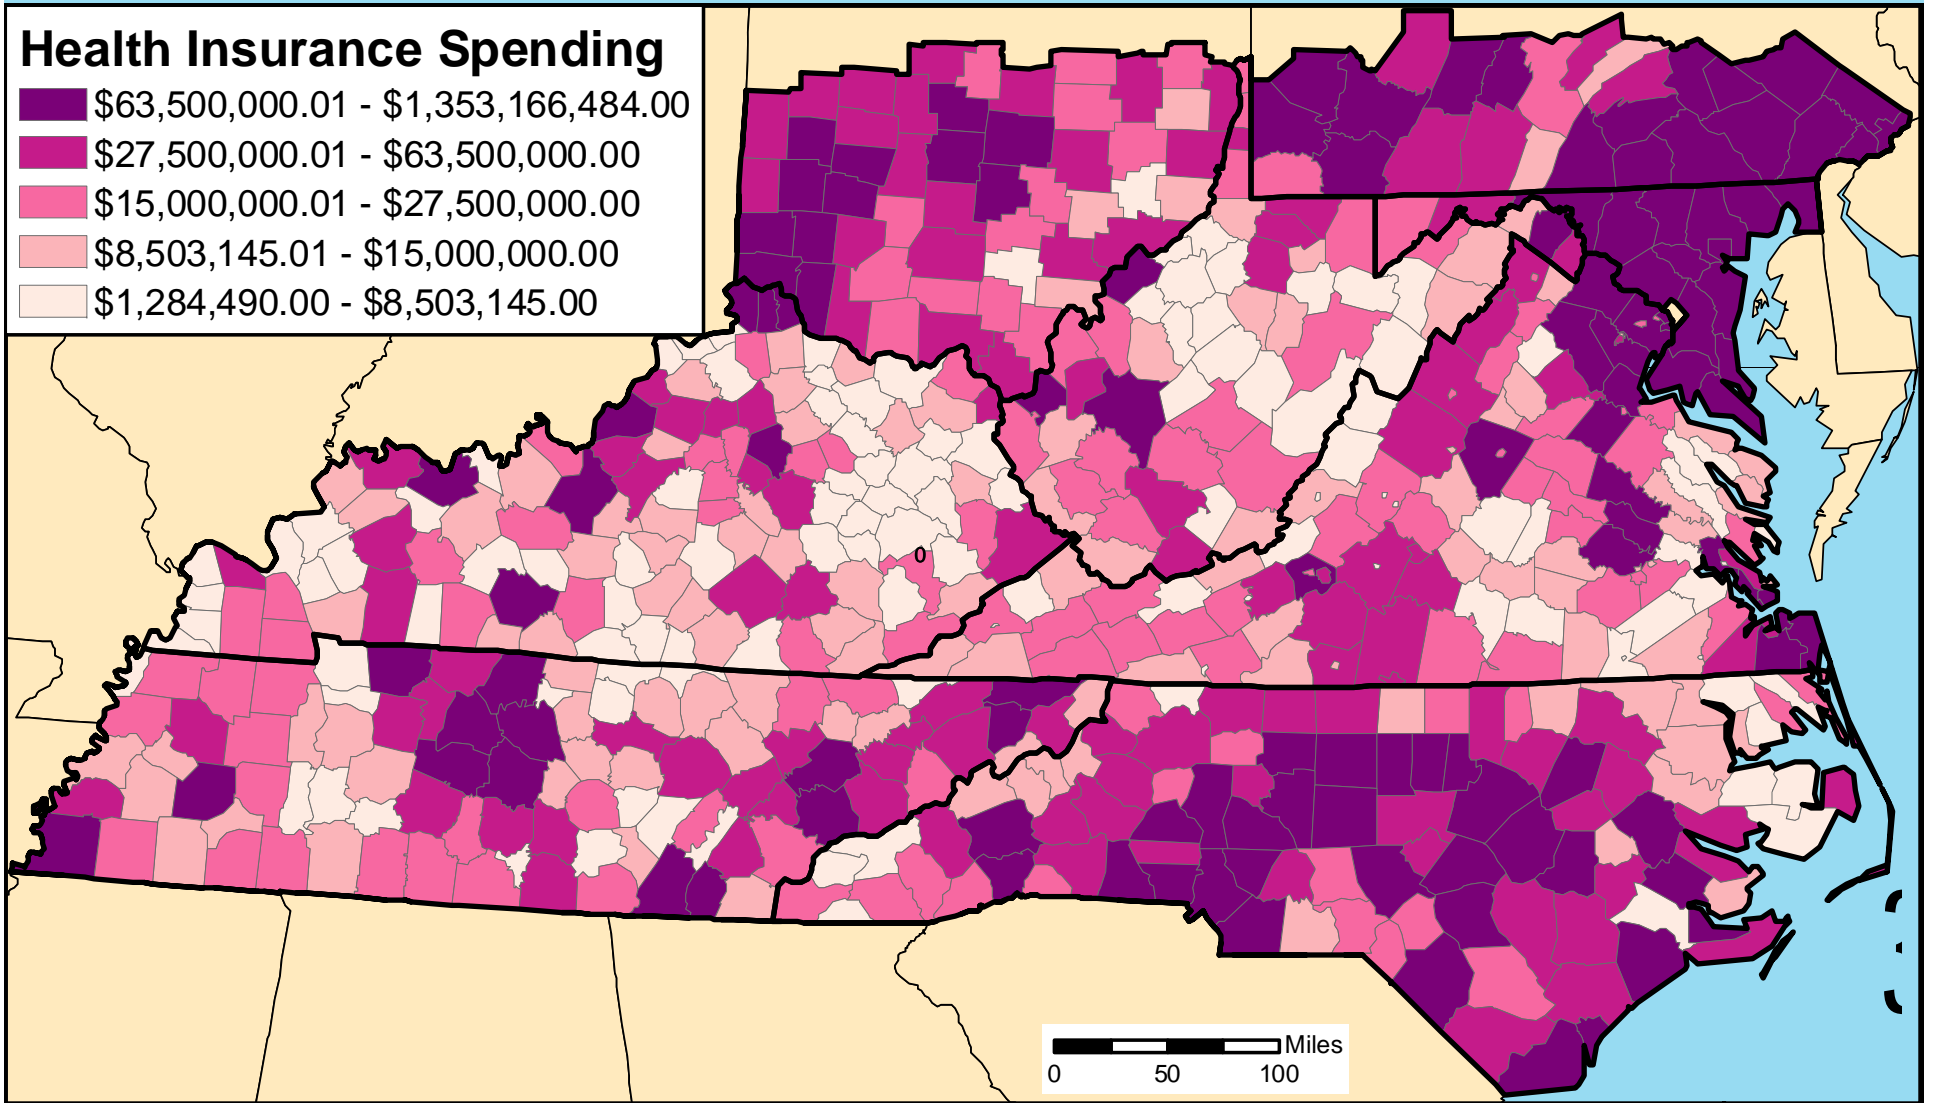 Health Insurance Spending
$63,500,000.01 - $1,353,166,484.00
$27,500,000.01 - $63,500,000.00
$15,000,000.01 - $27,500,000.00
$8,503,145.01 - $15,000,000.00
$1,284,490.00 - $8,503,145.00
0
Miles
0 50 100